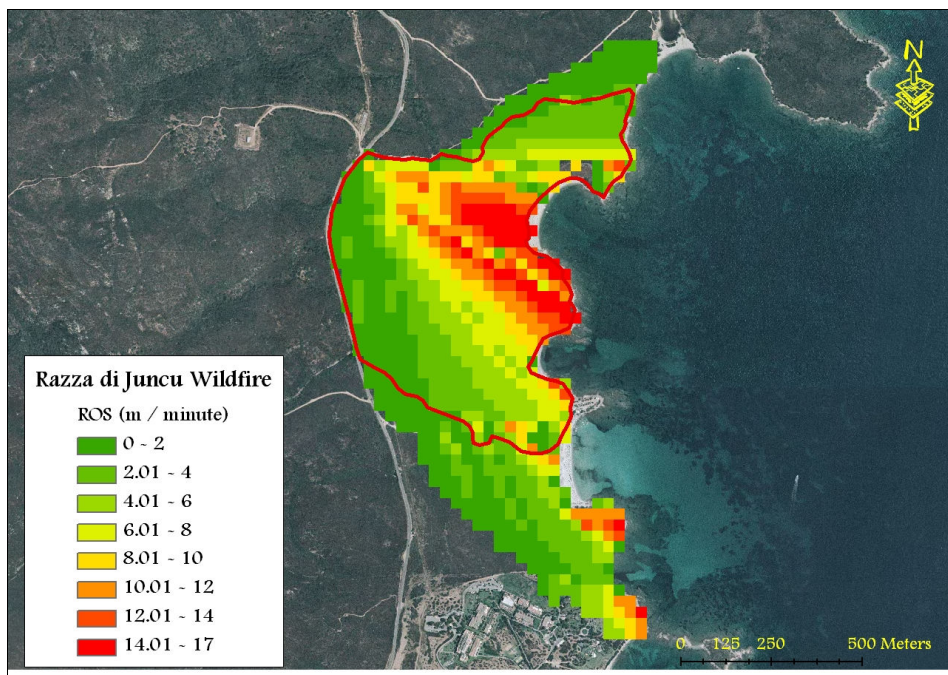 N
Razza di Juncu Wildfire
ROS (m / minute)
0 - 2
2.01 - 4
4.01 - 6
6.01 - 8
8.01 - 10
10.01 - 12
12.01 - 14
14.01 - 17
0 125 250 500 Meters